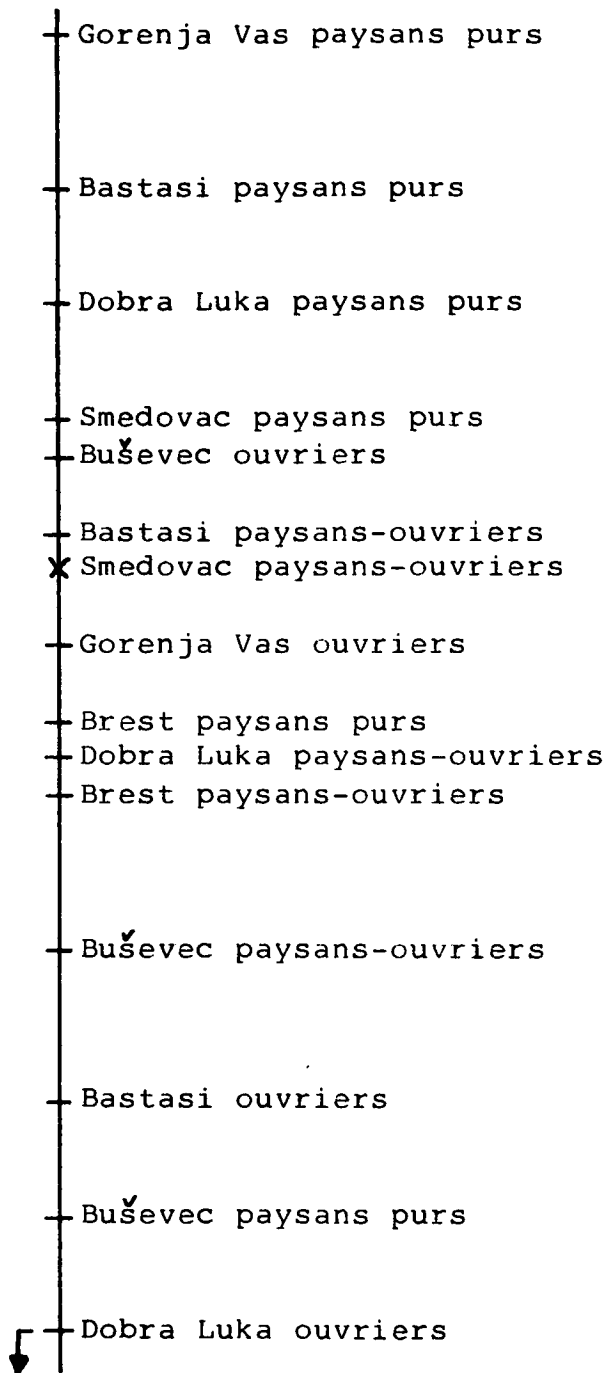 Gorenja Vas paysans purs
Bastasi paysans purs
Dobra Luka paysans purs
Smedovac paysans purs
Buševec ouvriers
Bastasi paysans-ouvriers
Smedovac paysans-ouvriers
Gorenja Vas ouvriers
Brest paysans purs
Dobra Luka paysans-ouvriers
Brest paysans-ouvriers
Buševec paysans-ouvriers
Bastasi ouvriers
Buševec paysans purs
Dobra Luka ouvriers